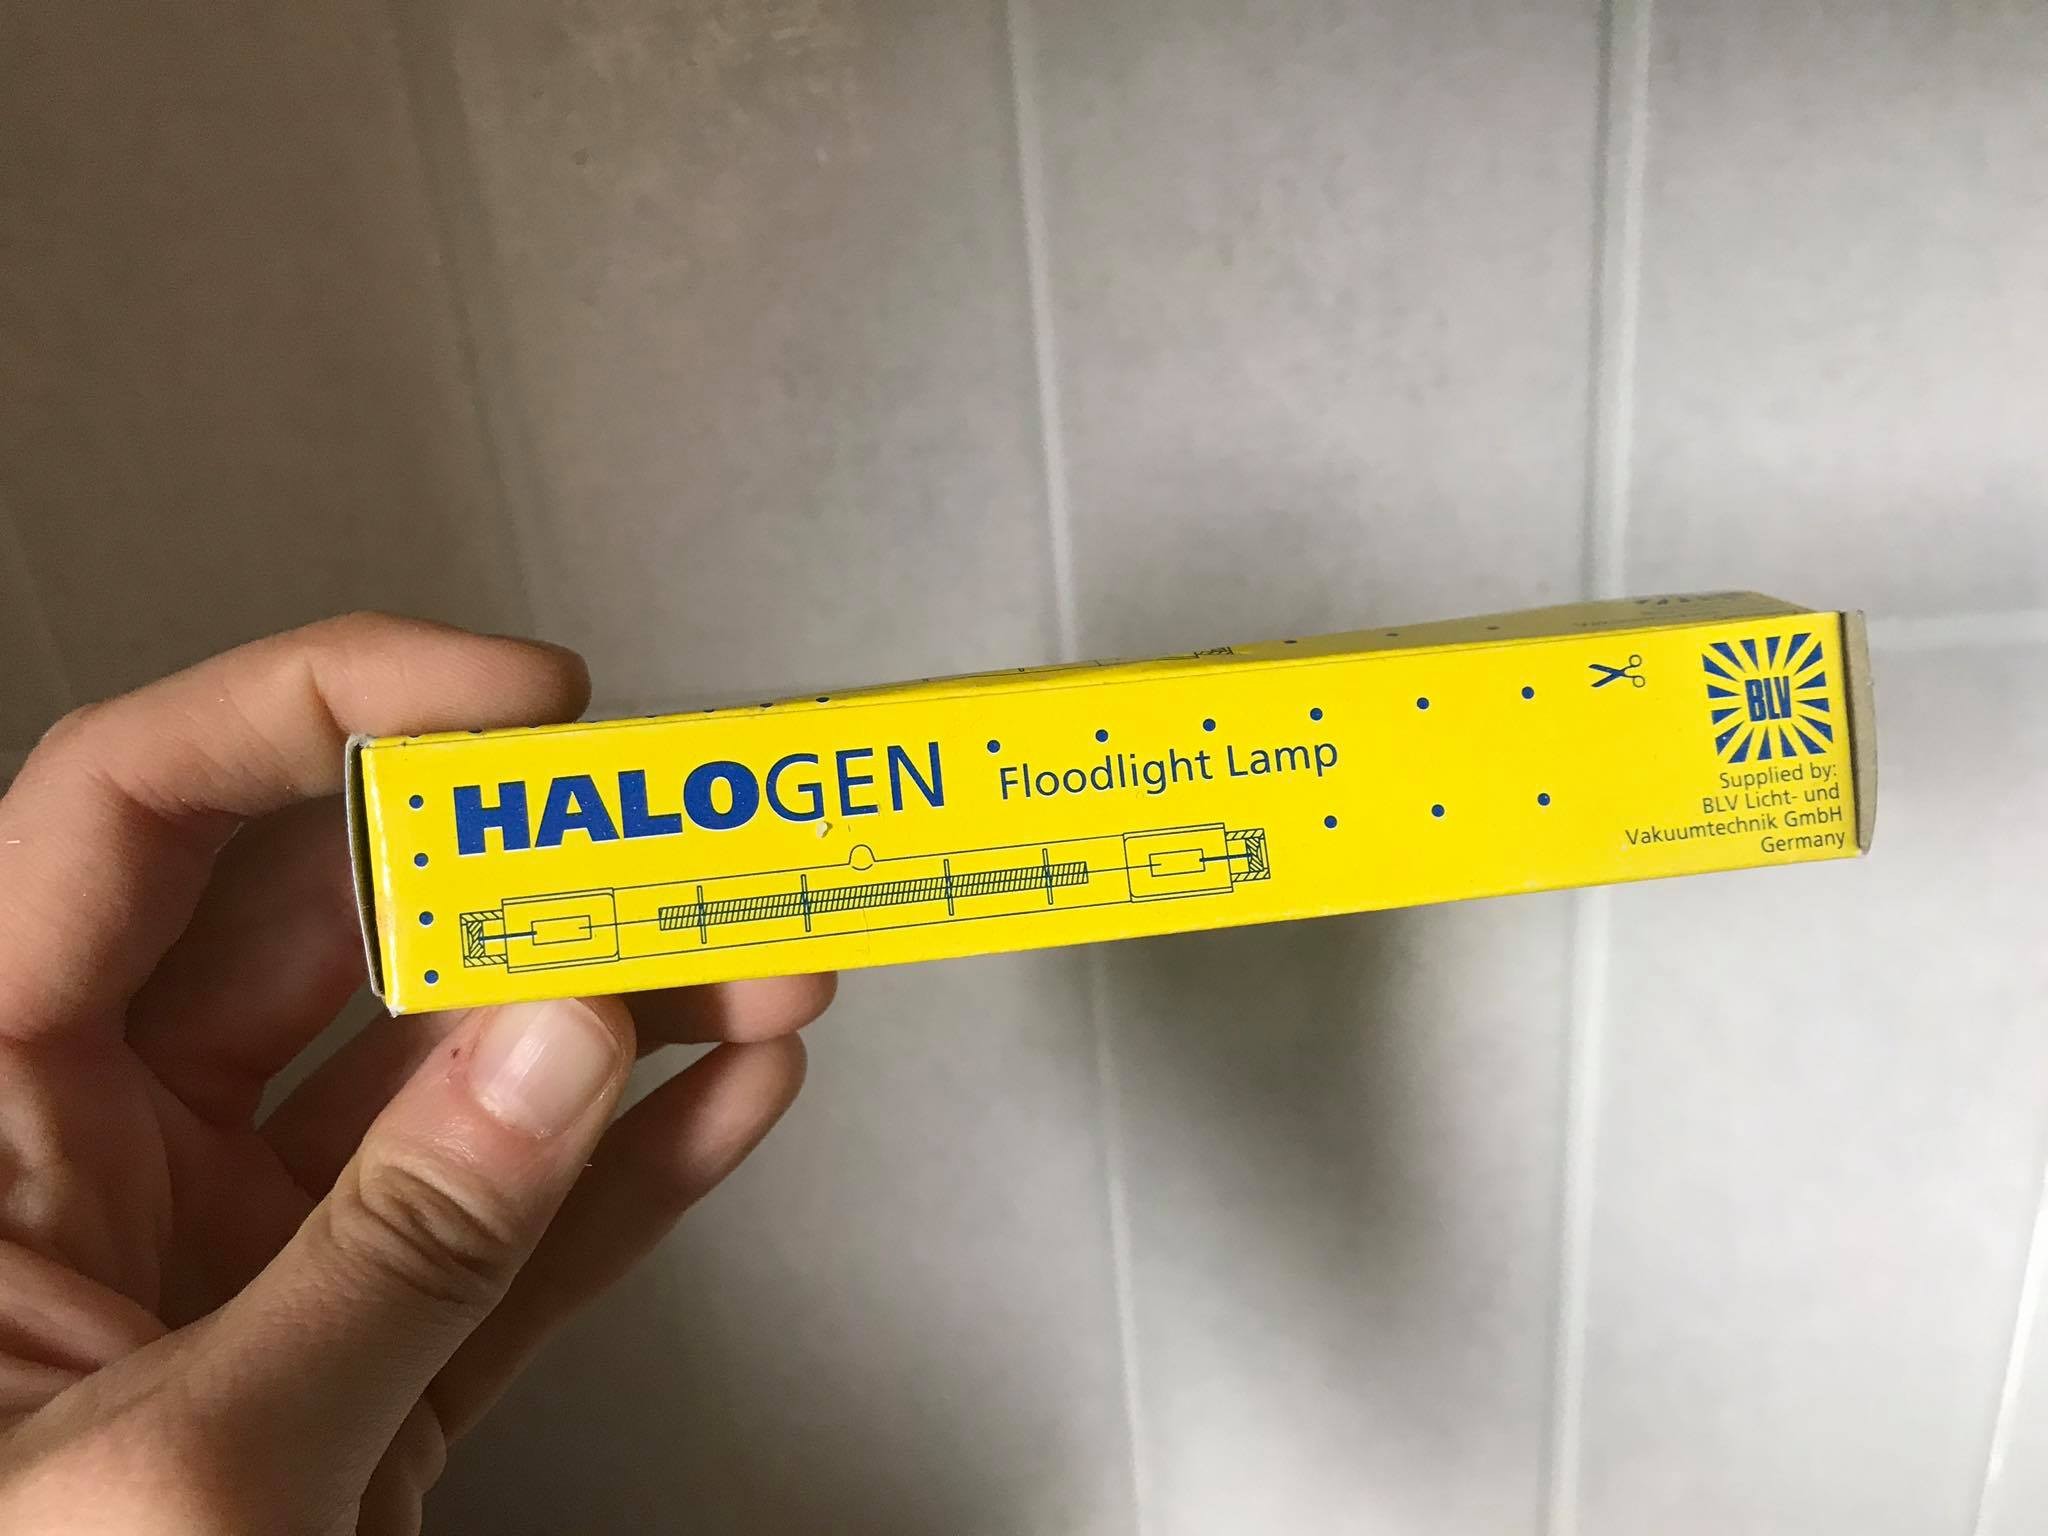 HALOGEN
Floodlight Lamp
BLV
Supplied by:
BLV Licht- und
Vakuumtechnik GmbH
Germany